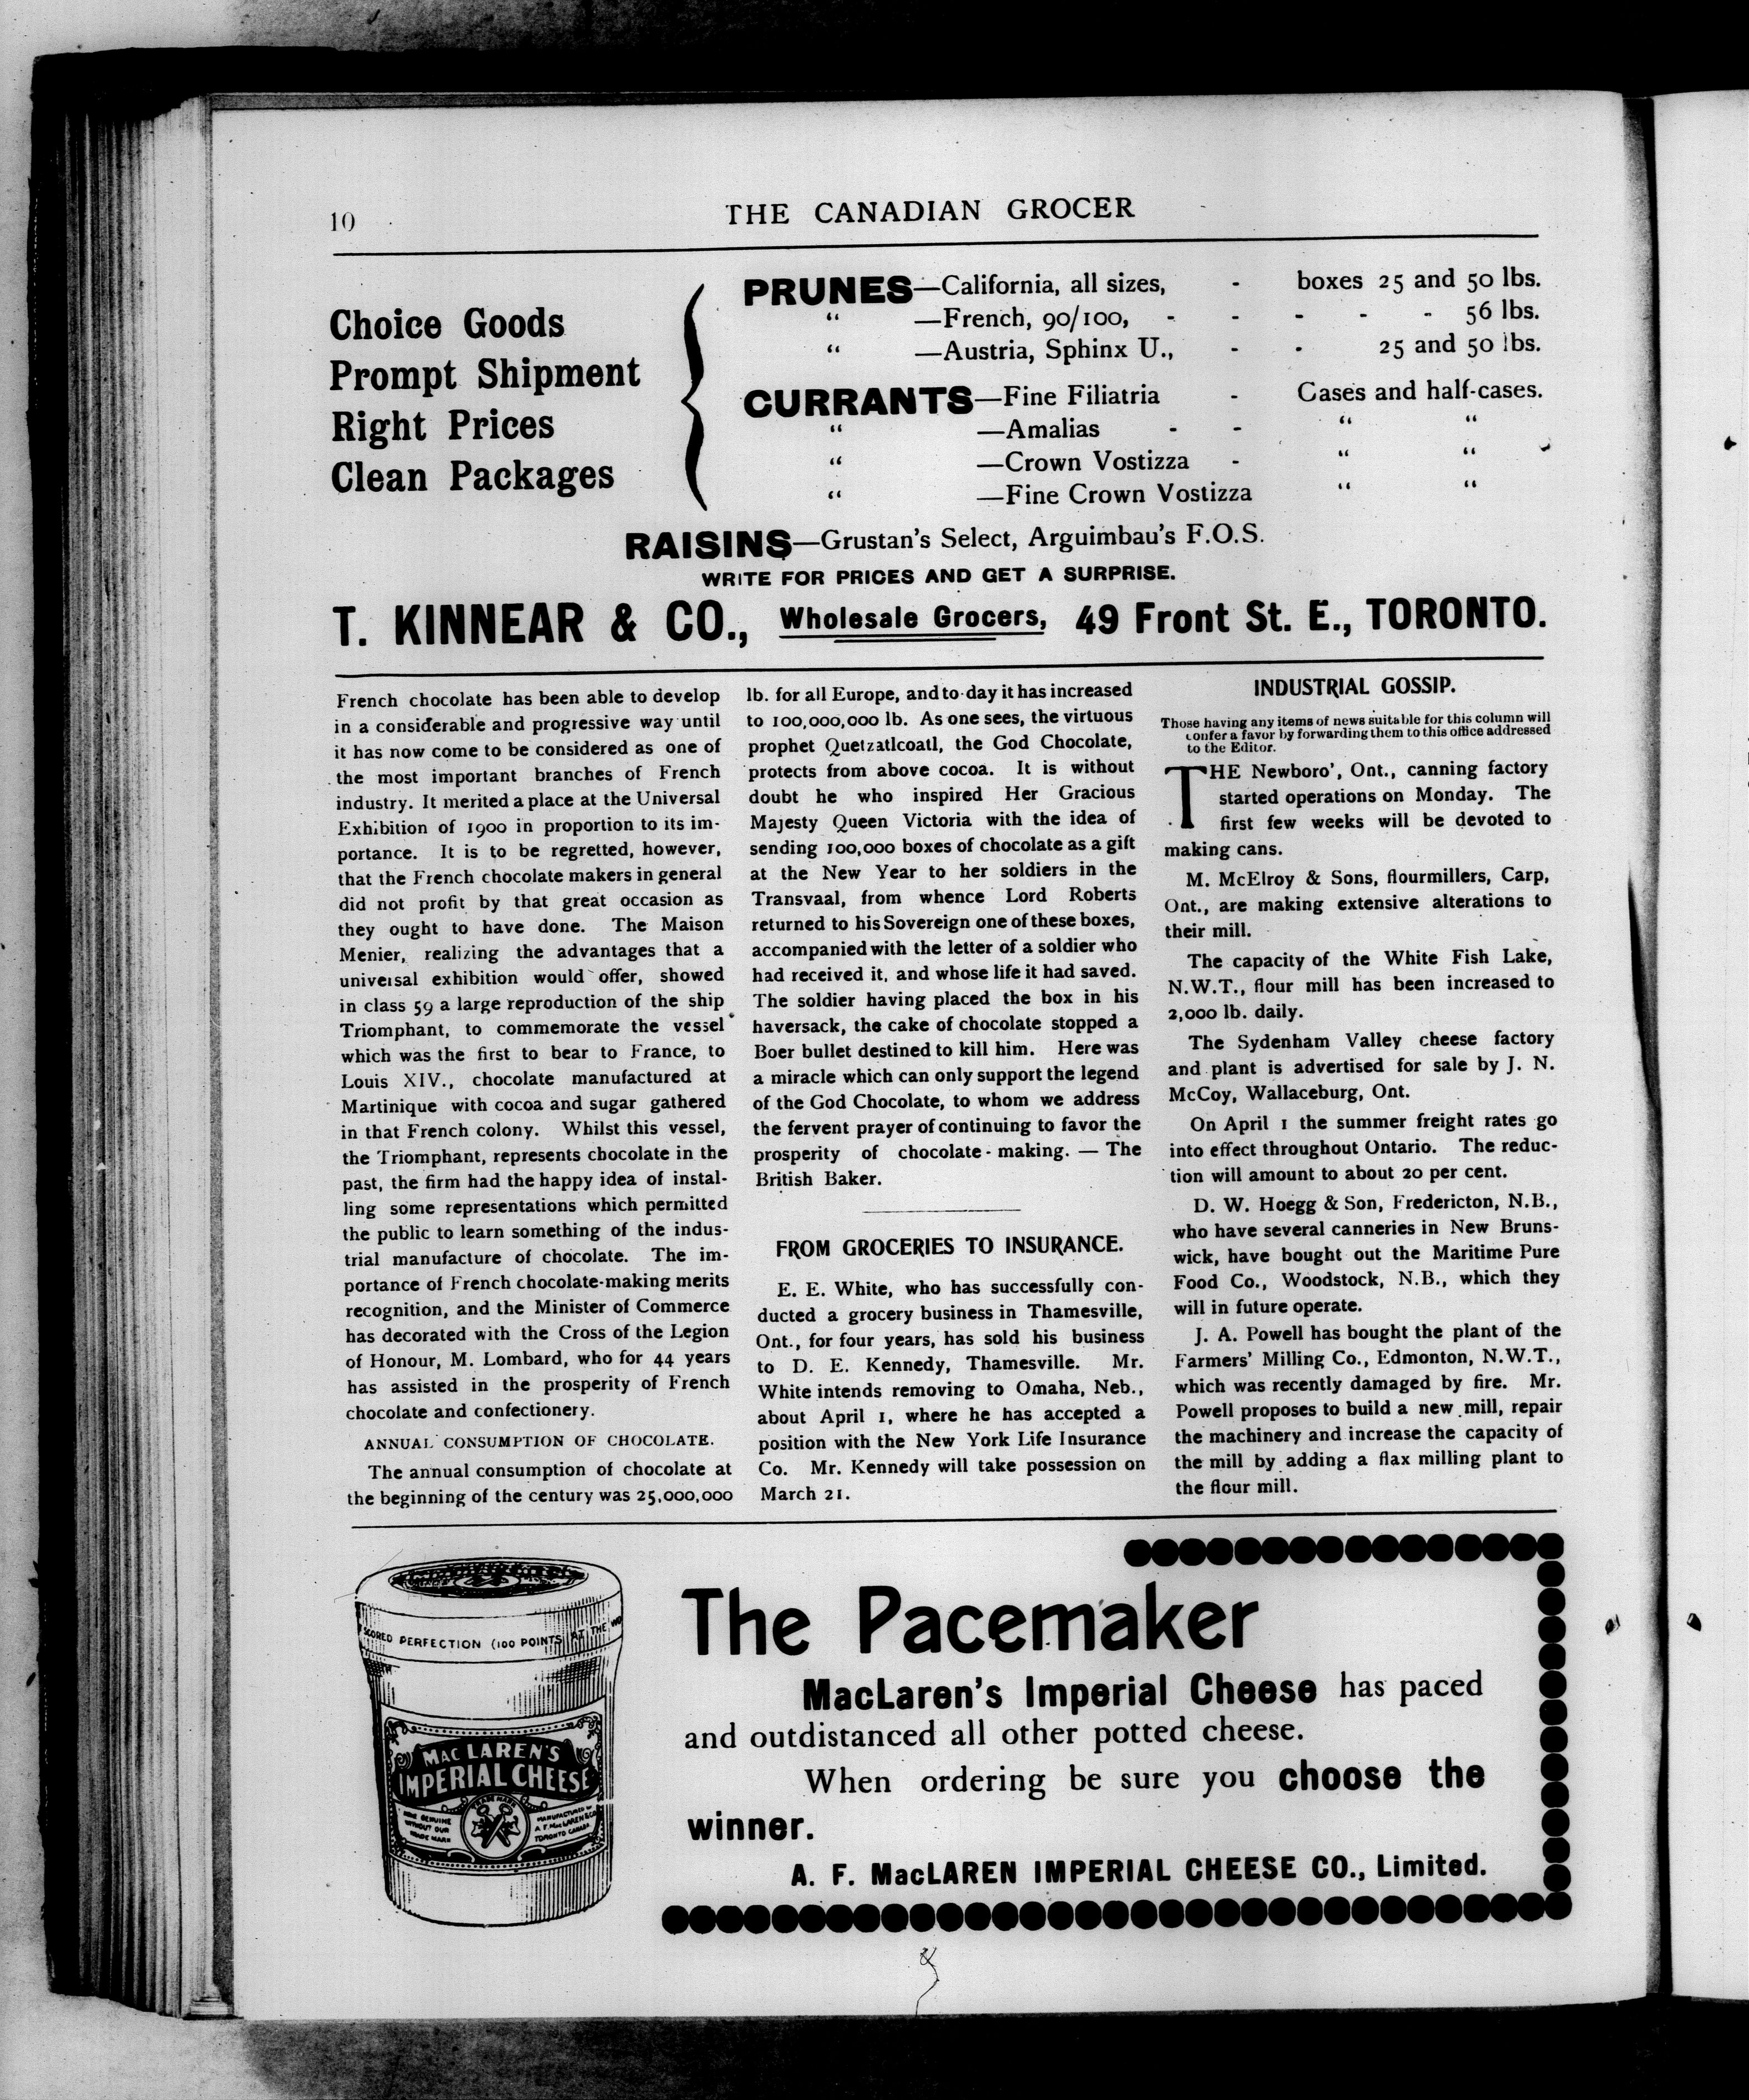 10
THE CANADIAN GROCER
Choice Goods
Prompt Shipment
Right Prices
Clean Packages
PRUNES—California, all sizes, - boxes 25 and 50 lbs.
“ —French, 90/100, - - - - - 56 lbs.
“ —Austria, Sphinx U., - - 25 and 50 lbs.
CURRANTS—Fine Filiatria - Cases and half-cases.
“ —Amalias - - “ “
“ —Crown Vostizza - “ “
“ —Fine Crown Vostizza “ “
RAISINS—Grustan's Select, Arguimbau's F.O.S.
WRITE FOR PRICES AND GET A SURPRISE.
T. KINNEAR & CO., Wholesale Grocers, 49 Front St. E., TORONTO.
French chocolate has been able to develop
in a considerable and progressive way until
it has now come to be considered as one of
the most important branches of French
industry. It merited a place at the Universal
Exhibition of 1900 in proportion to its im-
portance. It is to be regretted, however,
that the French chocolate makers in general
did not profit by that great occasion as
they ought to have done. The Maison
Menier, realizing the advantages that a
universal exhibition would offer, showed
in class 59 a large reproduction of the ship
Triomphant, to commemorate the vessel
which was the first to bear to France, to
Louis XIV., chocolate manufactured at
Martinique with cocoa and sugar gathered
in that French colony. Whilst this vessel,
the Triomphant, represents chocolate in the
past, the firm had the happy idea of instal-
ling some representations which permitted
the public to learn something of the indus-
trial manufacture of chocolate. The im-
portance of French chocolate-making merits
recognition, and the Minister of Commerce
has decorated with the Cross of the Legion
of Honour, M. Lombard, who for 44 years
has assisted in the prosperity of French
chocolate and confectionery.
ANNUAL CONSUMPTION OF CHOCOLATE.
The annual consumption of chocolate at
the beginning of the century was 25,000,000
lb. for all Europe, and to-day it has increased
to 100,000,000 lb. As one sees, the virtuous
prophet Quetzatlcoatl, the God Chocolate,
protects from above cocoa. It is without
doubt he who inspired Her Gracious
Majesty Queen Victoria with the idea of
sending 100,000 boxes of chocolate as a gift
at the New Year to her soldiers in the
Transvaal, from whence Lord Roberts
returned to his Sovereign one of these boxes,
accompanied with the letter of a soldier who
had received it, and whose life it had saved.
The soldier having placed the box in his
haversack, the cake of chocolate stopped a
Boer bullet destined to kill him. Here was
a miracle which can only support the legend
of the God Chocolate, to whom we address
the fervent prayer of continuing to favor the
prosperity of chocolate-making. — The
British Baker.
FROM GROCERIES TO INSURANCE.
E. E. White, who has successfully con-
ducted a grocery business in Thamesville,
Ont., for four years, has sold his business
to D. E. Kennedy, Thamesville. Mr.
White intends removing to Omaha, Neb.,
about April 1, where he has accepted a
position with the New York Life Insurance
Co. Mr. Kennedy will take possession on
March 21.
INDUSTRIAL GOSSIP.
Those having any items of news suitable for this column will
confer a favor by forwarding them to this office addressed
to the Editor.
THE Newboro', Ont., canning factory
started operations on Monday. The
first few weeks will be devoted to
making cans.
M. McElroy & Sons, flourmillers, Carp,
Ont., are making extensive alterations to
their mill.
The capacity of the White Fish Lake,
N.W.T., flour mill has been increased to
2,000 lb. daily.
The Sydenham Valley cheese factory
and plant is advertised for sale by J. N.
McCoy, Wallaceburg, Ont.
On April 1 the summer freight rates go
into effect throughout Ontario. The reduc-
tion will amount to about 20 per cent.
D. W. Hoegg & Son, Fredericton, N.B.,
who have several canneries in New Bruns-
wick, have bought out the Maritime Pure
Food Co., Woodstock, N.B., which they
will in future operate.
J. A. Powell has bought the plant of the
Farmers' Milling Co., Edmonton, N.W.T.,
which was recently damaged by fire. Mr.
Powell proposes to build a new mill, repair
the machinery and increase the capacity of
the mill by adding a flax milling plant to
the flour mill.
SCORED PERFECTION (100 POINTS) AT THE WO
MAC LAREN'S
IMPERIAL CHEESE
TRADE MARK
NONE GENUINE
WITHOUT OUR
TRADE MARK
MANUFACTURED BY
A.F. MacLAREN & CO
TORONTO CANADA
The Pacemaker
MacLaren's Imperial Cheese has paced
and outdistanced all other potted cheese.
When ordering be sure you choose the
winner.
A. F. MacLAREN IMPERIAL CHEESE CO., Limited.